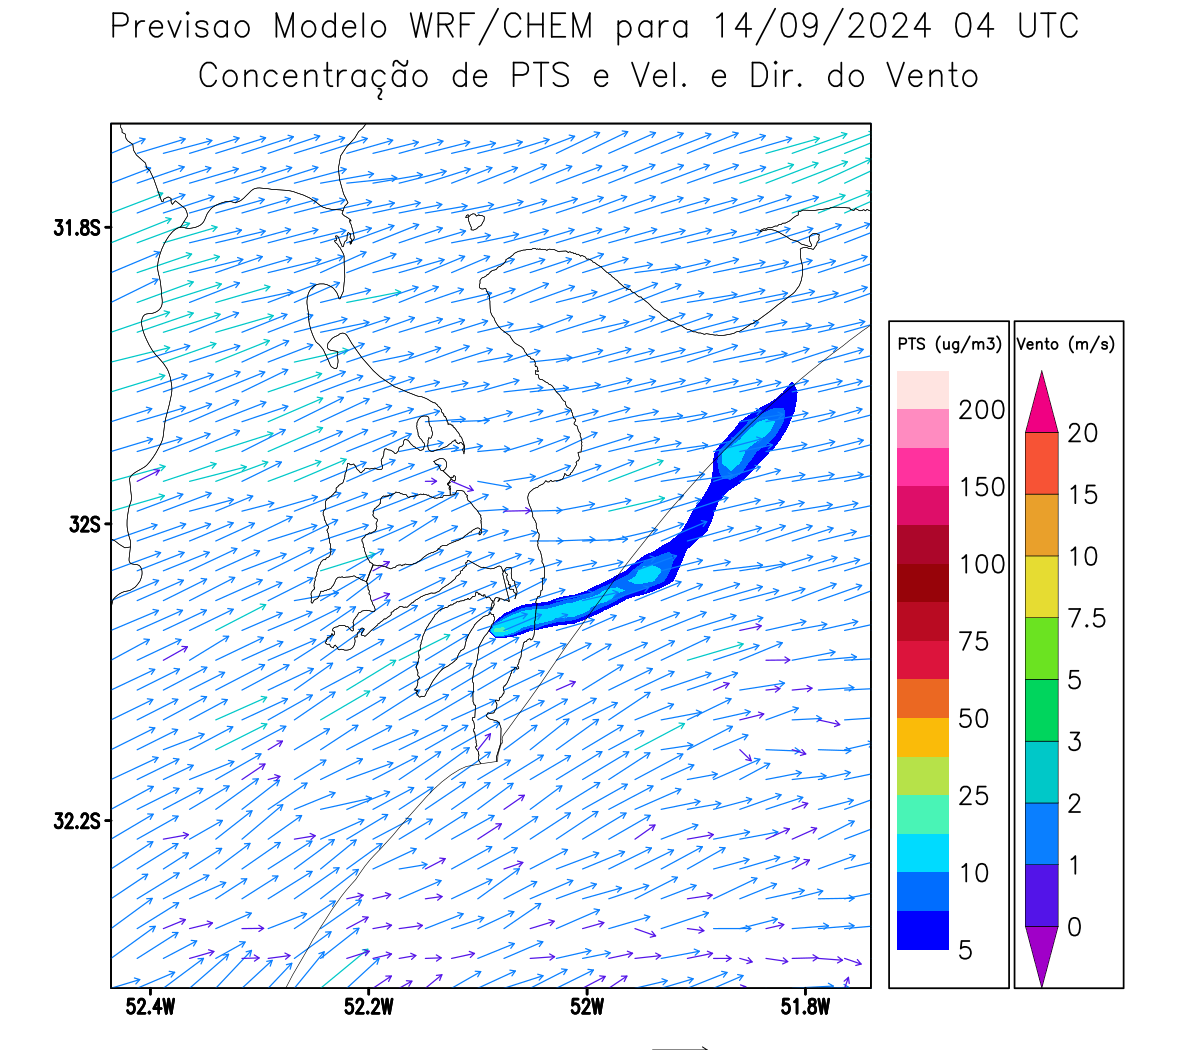 Previsao Modelo WRF/CHEM para 14/09/2024 04 UTC
Concentração de PTS e Vel. e Dir. do Vento
31.8S
32S
32.2S
52.4W
52.2W
52W
51.8W
PTS (ug/m3)
200
150
100
75
50
25
10
5
Vento (m/s)
20
15
10
7.5
5
3
2
1
0